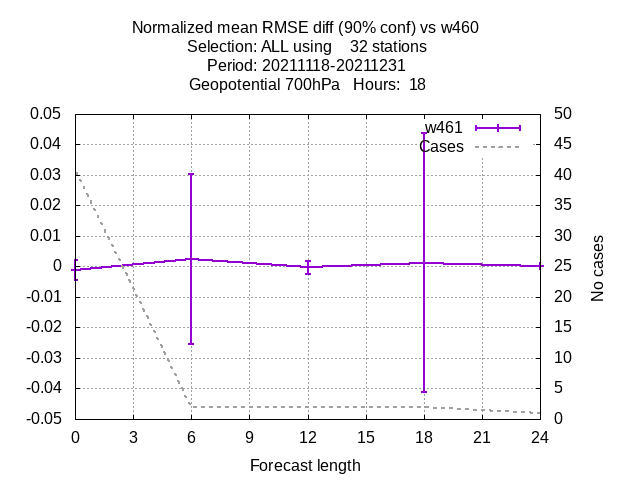 Normalized mean RMSE diff (90% conf) vs w460
Selection: ALL using    32 stations
Period: 20211118-20211231
Geopotential 700hPa   Hours:  18
w461
Cases
0.05
0.04
0.03
0.02
0.01
0
-0.01
-0.02
-0.03
-0.04
-0.05
50
45
40
35
30
25
20
15
10
5
0
No cases
0 3 6 9 12 15 18 21 24
Forecast length